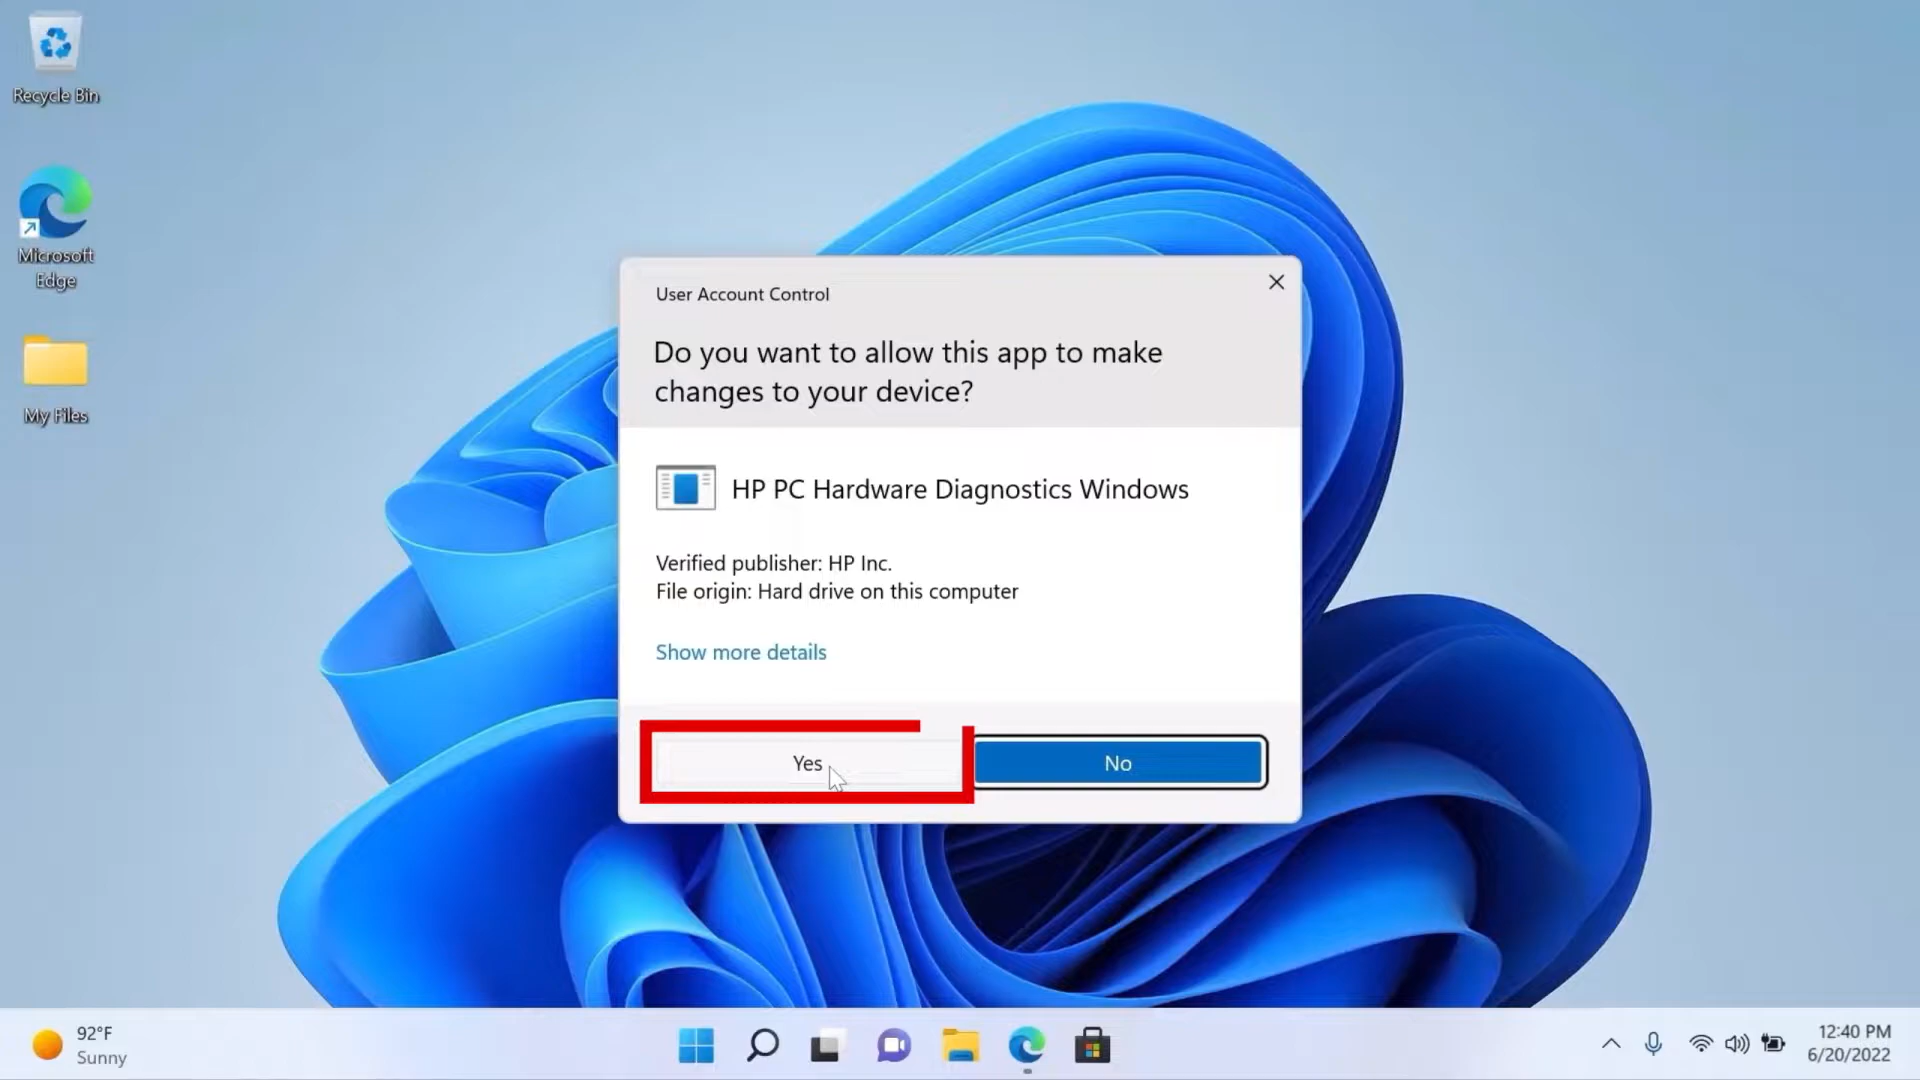 Recycle Bin
Microsoft
Edge
My Files
User Account Control
Do you want to allow this app to make
changes to your device?
HP PC Hardware Diagnostics Windows
Verified publisher: HP Inc.
File origin: Hard drive on this computer
Show more details
Yes
No
92°F
Sunny
12:40 PM
6/20/2022